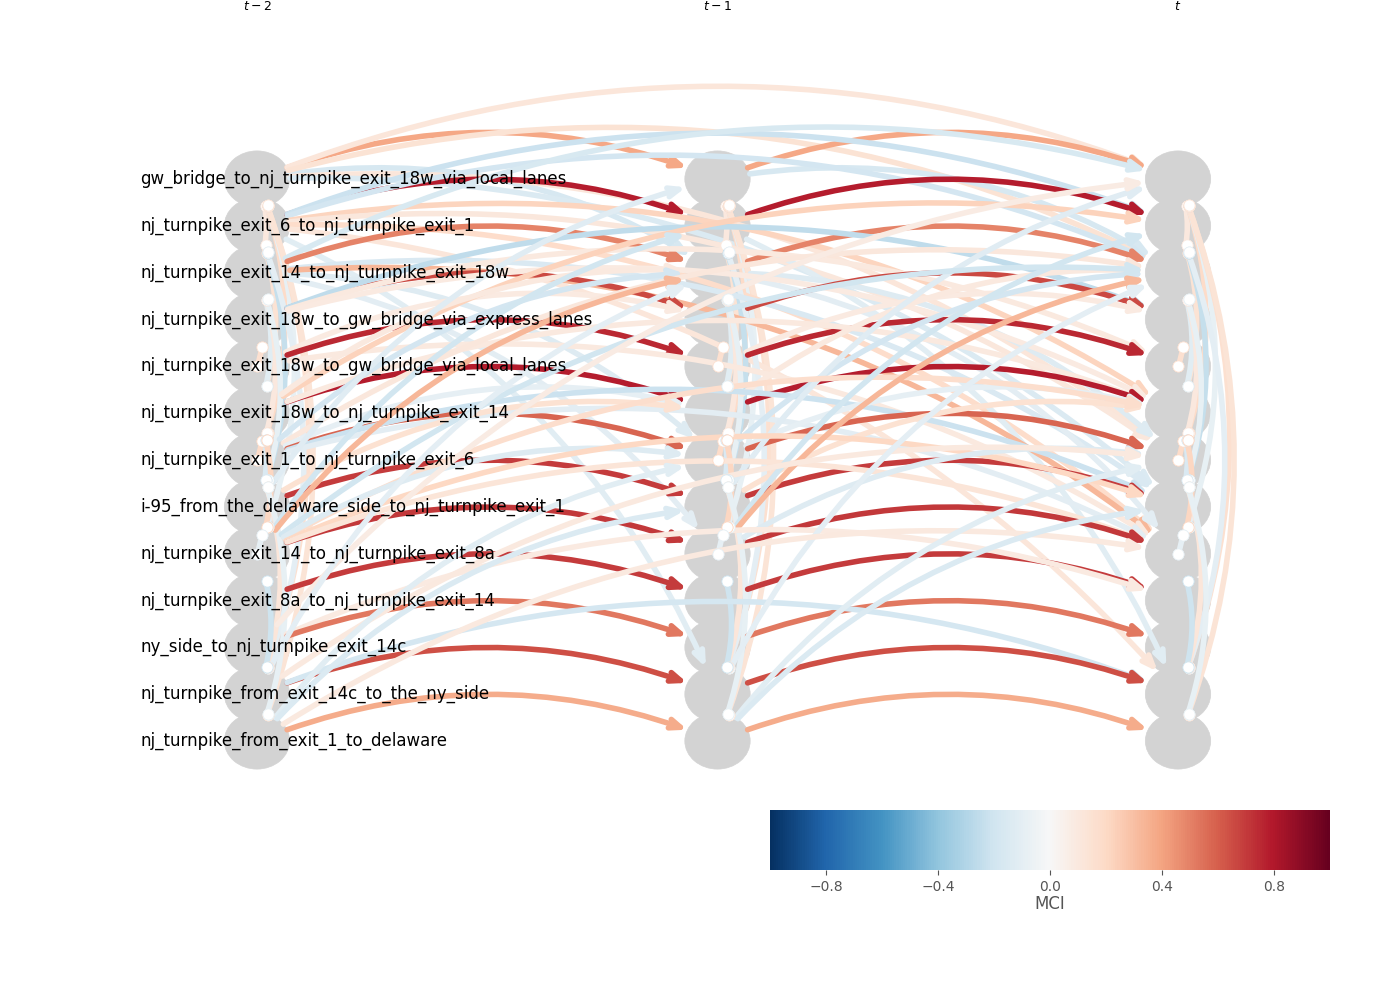 t − 2 t − 1 t
gw_bridge_to_nj_turnpike_exit_18w_via_local_lanes
nj_turnpike_exit_6_to_nj_turnpike_exit_1
nj_turnpike_exit_14_to_nj_turnpike_exit_18w
nj_turnpike_exit_18w_to_gw_bridge_via_express_lanes
nj_turnpike_exit_18w_to_gw_bridge_via_local_lanes
nj_turnpike_exit_18w_to_nj_turnpike_exit_14
nj_turnpike_exit_1_to_nj_turnpike_exit_6
i-95_from_the_delaware_side_to_nj_turnpike_exit_1
nj_turnpike_exit_14_to_nj_turnpike_exit_8a
nj_turnpike_exit_8a_to_nj_turnpike_exit_14
ny_side_to_nj_turnpike_exit_14c
nj_turnpike_from_exit_14c_to_the_ny_side
nj_turnpike_from_exit_1_to_delaware
−0.8 −0.4 0.0 0.4 0.8
MCI